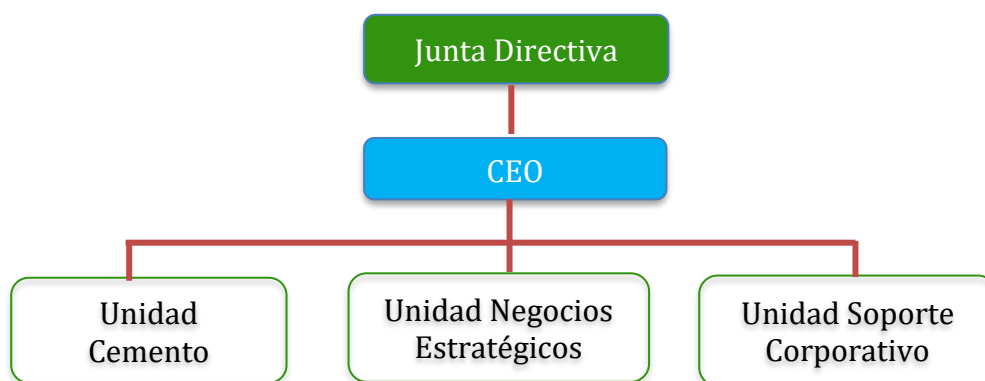 Junta Directiva
CEO
Unidad
Cemento
Unidad Negocios
Estratégicos
Unidad Soporte
Corporativo